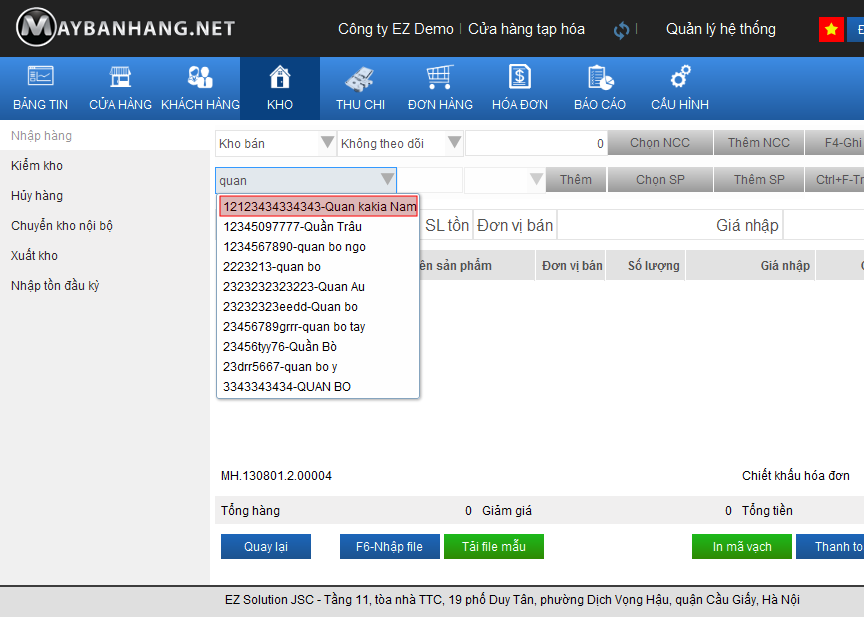 MAYBANHANG.NET
Công ty EZ Demo | Cửa hàng tạp hóa | Quản lý hệ thống
BẢNG TIN CỬA HÀNG KHÁCH HÀNG KHO THU CHI ĐƠN HÀNG HÓA ĐƠN BÁO CÁO CẤU HÌNH
Nhập hàng
Kiểm kho
Hủy hàng
Chuyển kho nội bộ
Xuất kho
Nhập tồn đầu kỳ
Kho bán Không theo dõi 0 Chọn NCC Thêm NCC F4-Ghi
quan Thêm Chọn SP Thêm SP Ctrl+F-Tr
12123434334343-Quan kakia Nam
12345097777-Quần Trâu
1234567890-quan bo ngo
2223213-quan bo
2323232323223-Quan Au
23232323eedd-Quan bo
23456789grrr-quan bo tay
23456tyy76-Quần Bò
23drr5667-quan bo y
3343343434-QUAN BO
SL tồn Đơn vị bán Giá nhập
ên sản phẩm Đơn vị bán Số lượng Giá nhập
MH.130801.2.00004 Chiết khấu hóa đơn
Tổng hàng 0 Giảm giá 0 Tổng tiền
Quay lại F6-Nhập file Tải file mẫu In mã vạch Thanh to
EZ Solution JSC - Tầng 11, tòa nhà TTC, 19 phố Duy Tân, phường Dịch Vọng Hậu, quận Cầu Giấy, Hà Nội